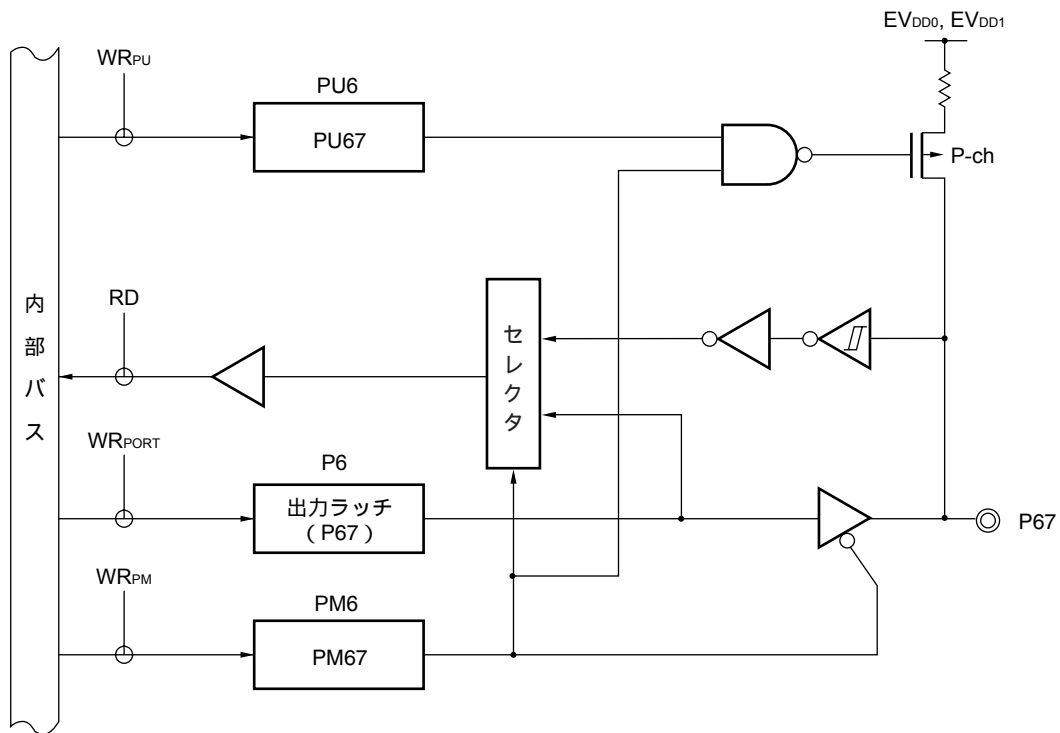 EVDD0, EVDD1
WRPU
PU6
PU67
P-ch
内部バス
RD
セレクタ
WRPORT
P6
出力ラッチ
(P67)
P67
WRPM
PM6
PM67